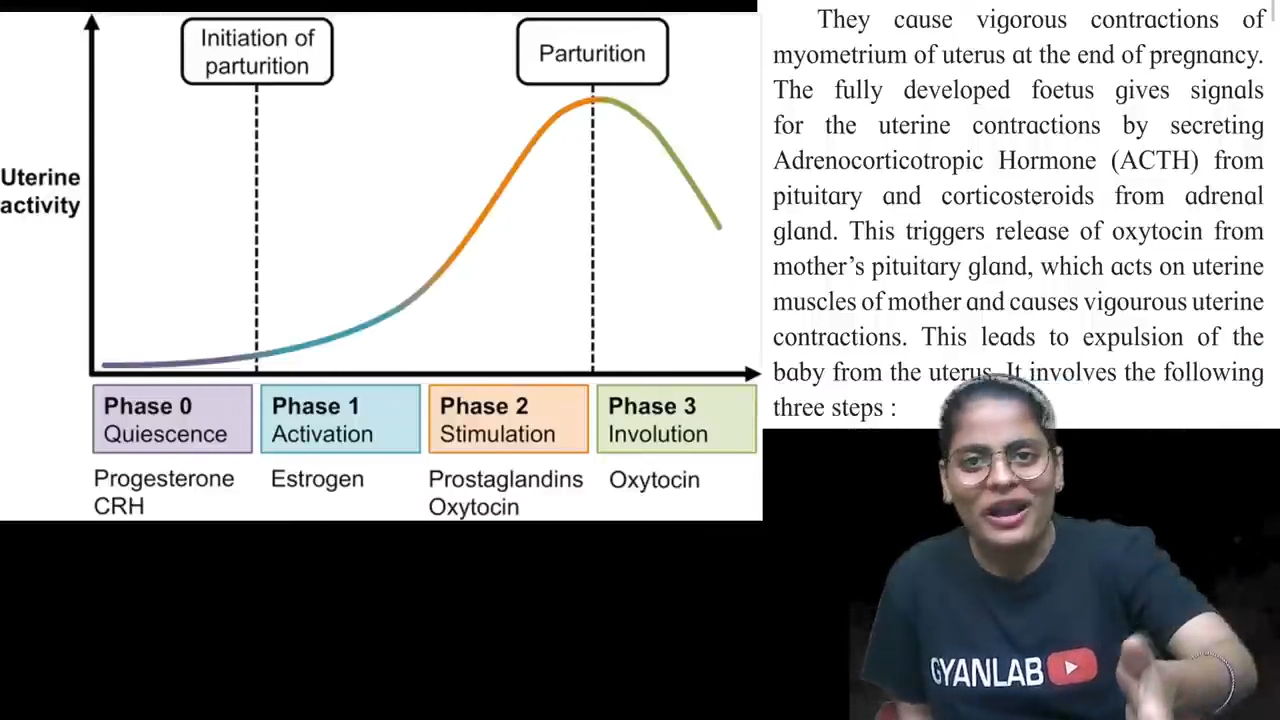 Initiation of
parturition
Parturition
Uterine
activity
Phase 0
Quiescence
Phase 1
Activation
Phase 2
Stimulation
Phase 3
Involution
Progesterone
CRH
Estrogen
Prostaglandins
Oxytocin
Oxytocin
They cause vigorous contractions of
myometrium of uterus at the end of pregnancy.
The fully developed foetus gives signals
for the uterine contractions by secreting
Adrenocorticotropic Hormone (ACTH) from
pituitary and corticosteroids from adrenal
gland. This triggers release of oxytocin from
mother's pituitary gland, which acts on uterine
muscles of mother and causes vigourous uterine
contractions. This leads to expulsion of the
baby from the uterus. It involves the following
three steps :
GYANLAB